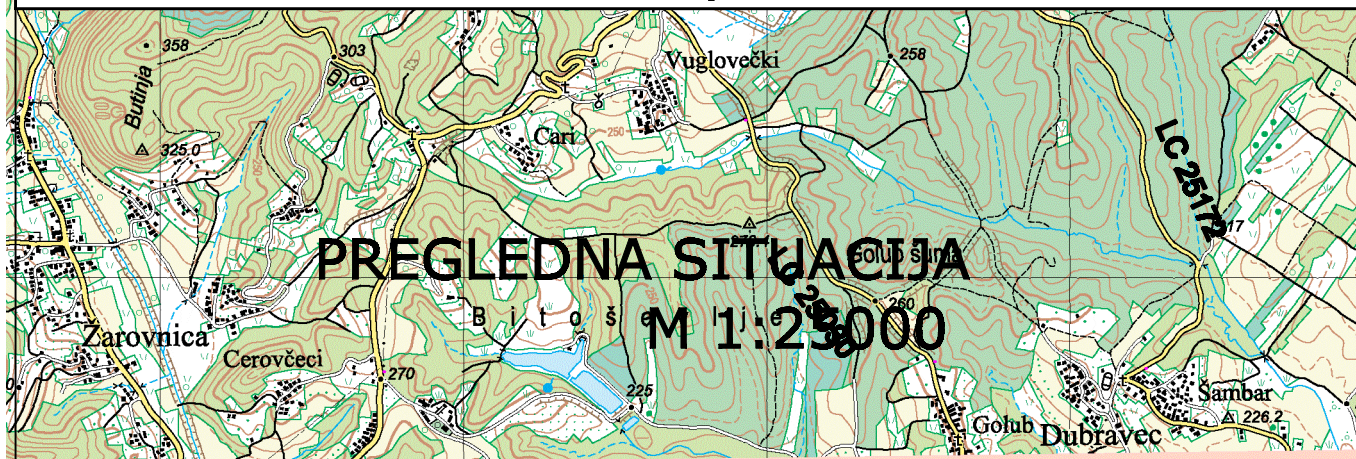 358
303
258
Vuglovečki
Butinja
Cari
250
325.0
LC 25172
PREGLEDNA SITUACIJA
Golub šuma
260
M 1:25000
Žarovnica
Cerovčeci
270
225
Šambar
226.2
Golub
Dubravec